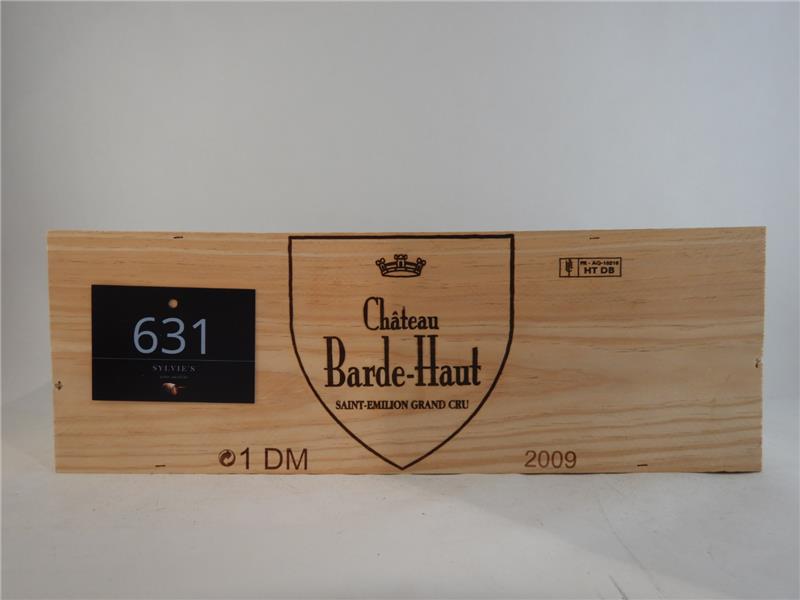 631
SYLVIE'S
Château
Barde-Haut
SAINT-EMILION GRAND CRU
HT DB
1 DM
2009